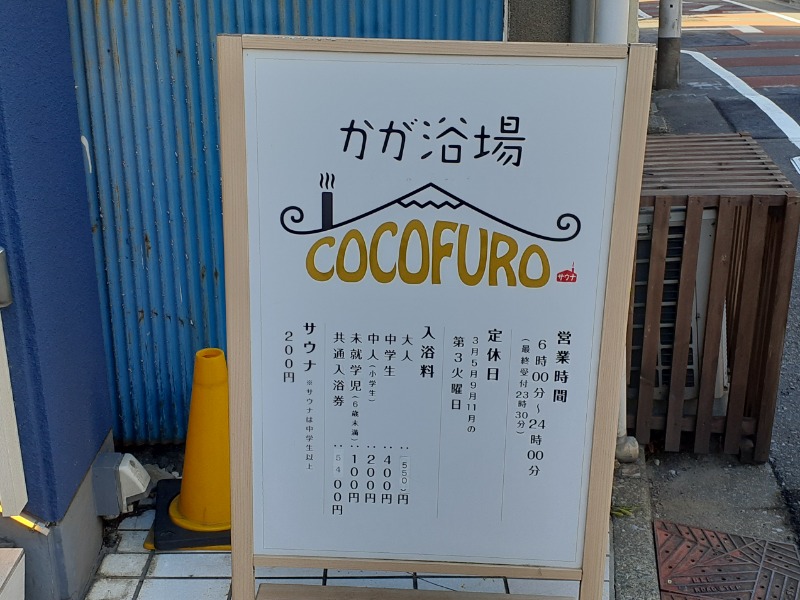 かが浴場
COCOFURO
サウナ
営業時間
6時00分〜24時00分
(最終受付23時30分)
定休日
3月5月9月11月の
第3火曜日
入浴料
大人 ‥550円
中学生 ‥400円
中人(小学生) ‥200円
未就学児(6歳未満) ‥100円
共通入浴券 ‥5400円
サウナ ※サウナは中学生以上
200円